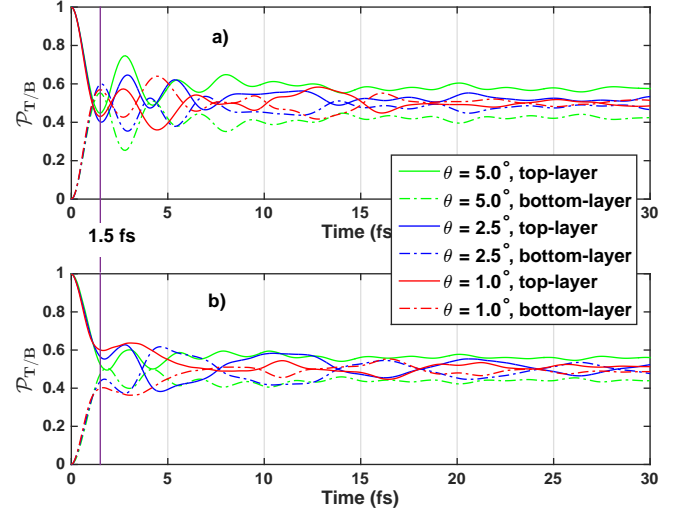 a)
1
0.8
0.6
0.4
0.2
0
P_T/B
0 5 10 15 20 25 30
Time (fs
1.5 fs
θ = 5.0°, top-layer
θ = 5.0°, bottom-layer
θ = 2.5°, top-layer
θ = 2.5°, bottom-layer
θ = 1.0°, top-layer
θ = 1.0°, bottom-layer
b)
1
0.8
0.6
0.4
0.2
0
P_T/B
0 5 10 15 20 25 30
Time (fs)